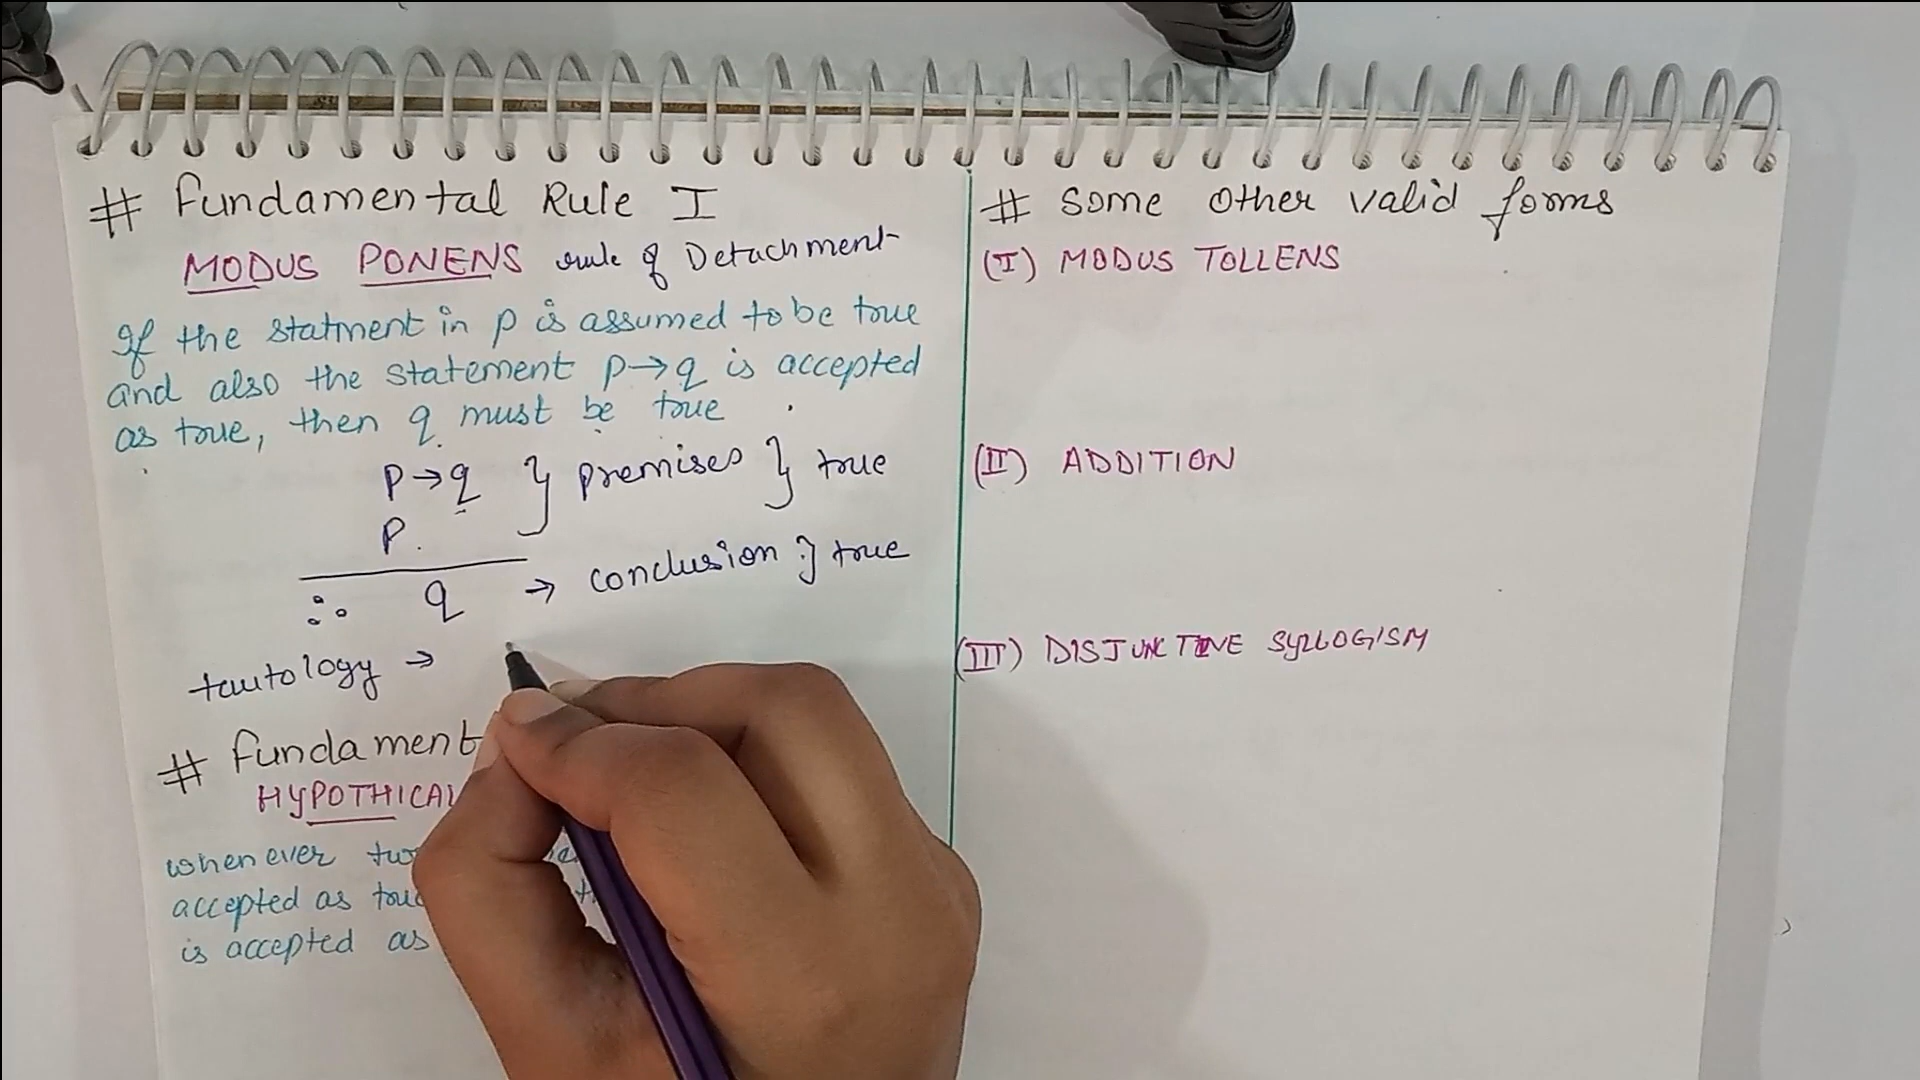 # Fundamental Rule I
MODUS PONENS rule of Detachment
If the statment in p is assumed to be true
and also the statement p→q is accepted
as true, then q must be true
p→q } premises } true
p.
∴ q → conclusion } true
tautology →
# Fundament
HYPOTHICAL
whenever two
accepted as
is accepted as
# Some Other valid forms
(I) MODUS TOLLENS
(II) ADDITION
(III) DISJUNCTIVE SYLLOGISM